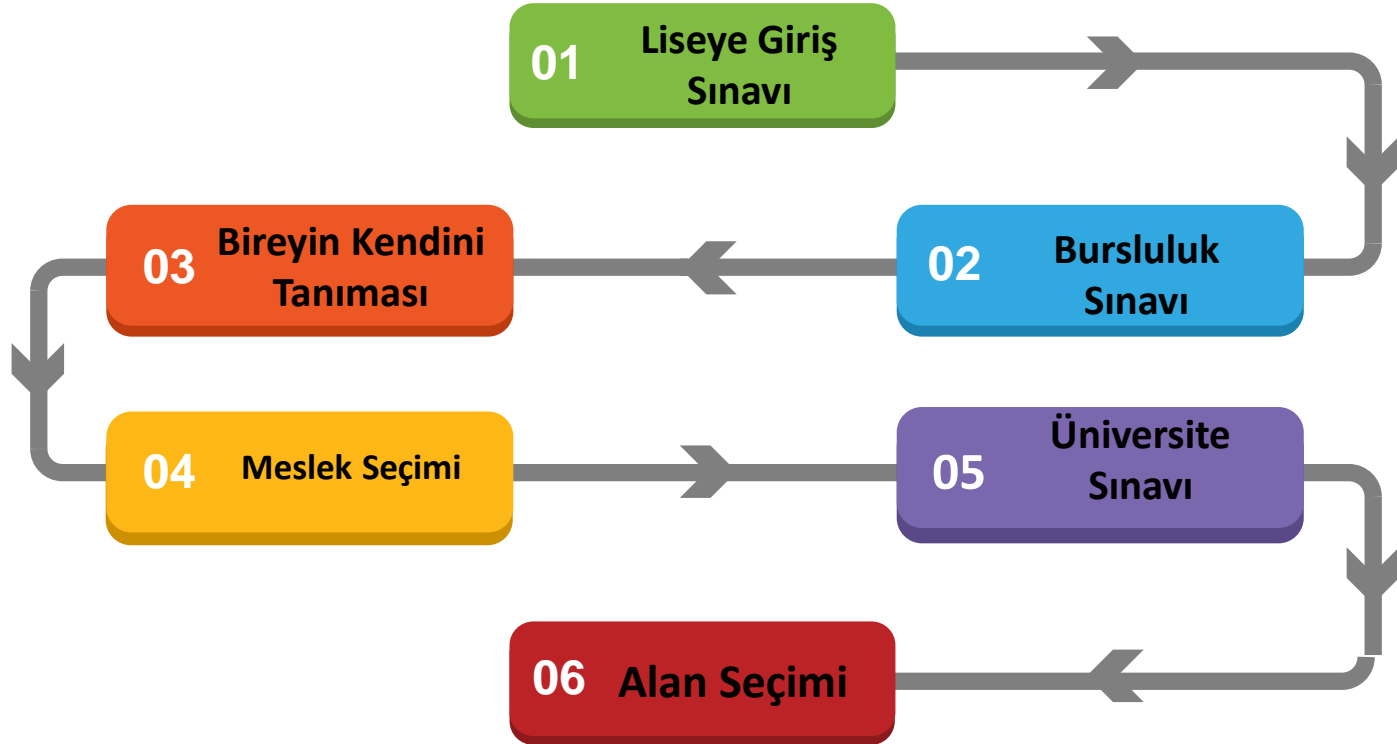 01
Liseye Giriş
Sınavı
02
Bursluluk
Sınavı
03
Bireyin Kendini
Tanıması
04
Meslek Seçimi
05
Üniversite
Sınavı
06
Alan Seçimi